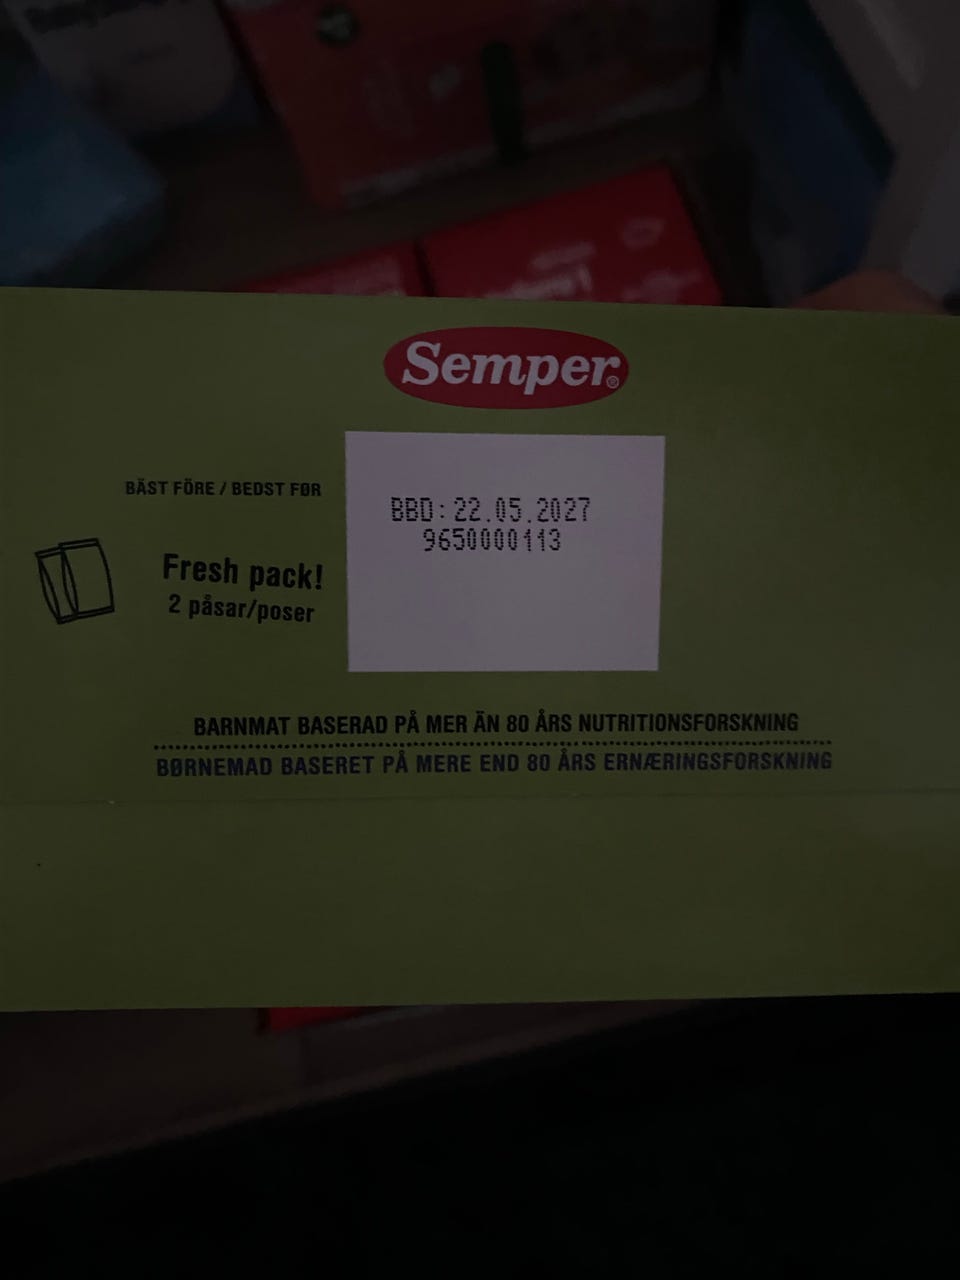 Semper®
BÄST FÖRE / BEDST FØR
BBD: 22.05.2027
9650000113
Fresh pack!
2 påsar/poser
BARNMAT BASERAD PÅ MER ÄN 80 ÅRS NUTRITIONSFORSKNING
BØRNEMAD BASERET PÅ MERE END 80 ÅRS ERNÆRINGSFORSKNING